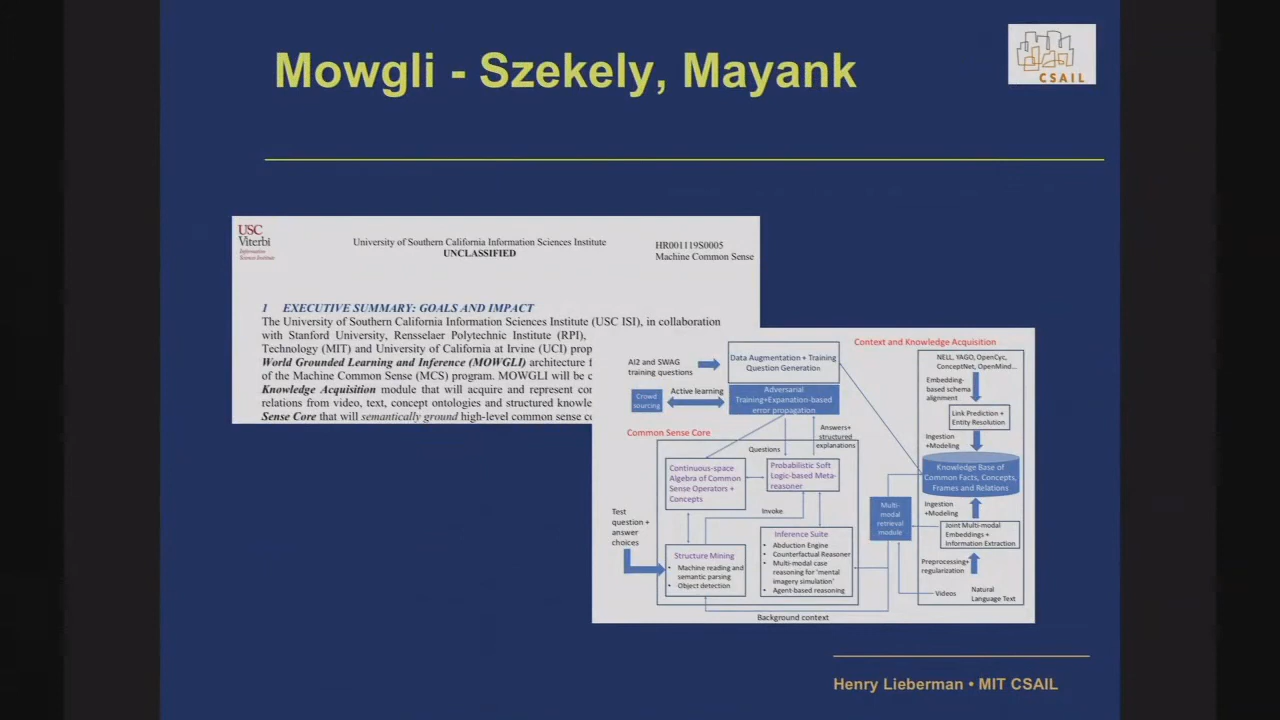 Mowgli - Szekely, Mayank
CSAIL
USC
Viterbi
Information
Science Institute
University of Southern California Information Sciences Institute
UNCLASSIFIED
HR001119S0005
Machine Common Sense
1 EXECUTIVE SUMMARY: GOALS AND IMPACT
The University of Southern California Information Sciences Institute (USC ISI), in collaboration
with Stanford University, Rensselaer Polytechnic Institute (RPI),
Technology (MIT) and University of California at Irvine (UCI) prop
World Grounded Learning and Inference (MOWGLI) architecture f
of the Machine Common Sense (MCS) program. MOWGLI will be c
Knowledge Acquisition module that will acquire and represent co
relations from video, text, concept ontologies and structured knowle
Sense Core that will semantically ground high-level common sense c
AI2 and SWAG
training questions
Data Augmentation + Training
Question Generation
Crowd
sourcing
Active learning
Adversarial
Training+Expanation-based
error propagation
Answers+
structured
explanations
Questions
Common Sense Core
Continuous-space
Algebra of Common
Sense Operators +
Concepts
Probabilistic Soft
Logic-based Meta-
reasoner
Invoke
Test
question +
answer
choices
Structure Mining
• Machine reading and
semantic parsing
• Object detection
Inference Suite
• Abduction Engine
• Counterfactual Reasoner
• Multi-modal case
reasoning for 'mental
imagery simulation'
• Agent-based reasoning
Background context
Multi-
modal
retrieval
module
Context and Knowledge Acquisition
NELL, YAGO, OpenCyc,
ConceptNet, OpenMind...
Embedding-
based schema
alignment
Link Prediction +
Entity Resolution
Ingestion
+Modeling
Knowledge Base of
Common Facts, Concepts,
Frames and Relations
Ingestion
+Modeling
Joint Multi-modal
Embeddings +
Information Extraction
Preprocessing+
regularization
Videos
Natural
Language Text
Henry Lieberman • MIT CSAIL